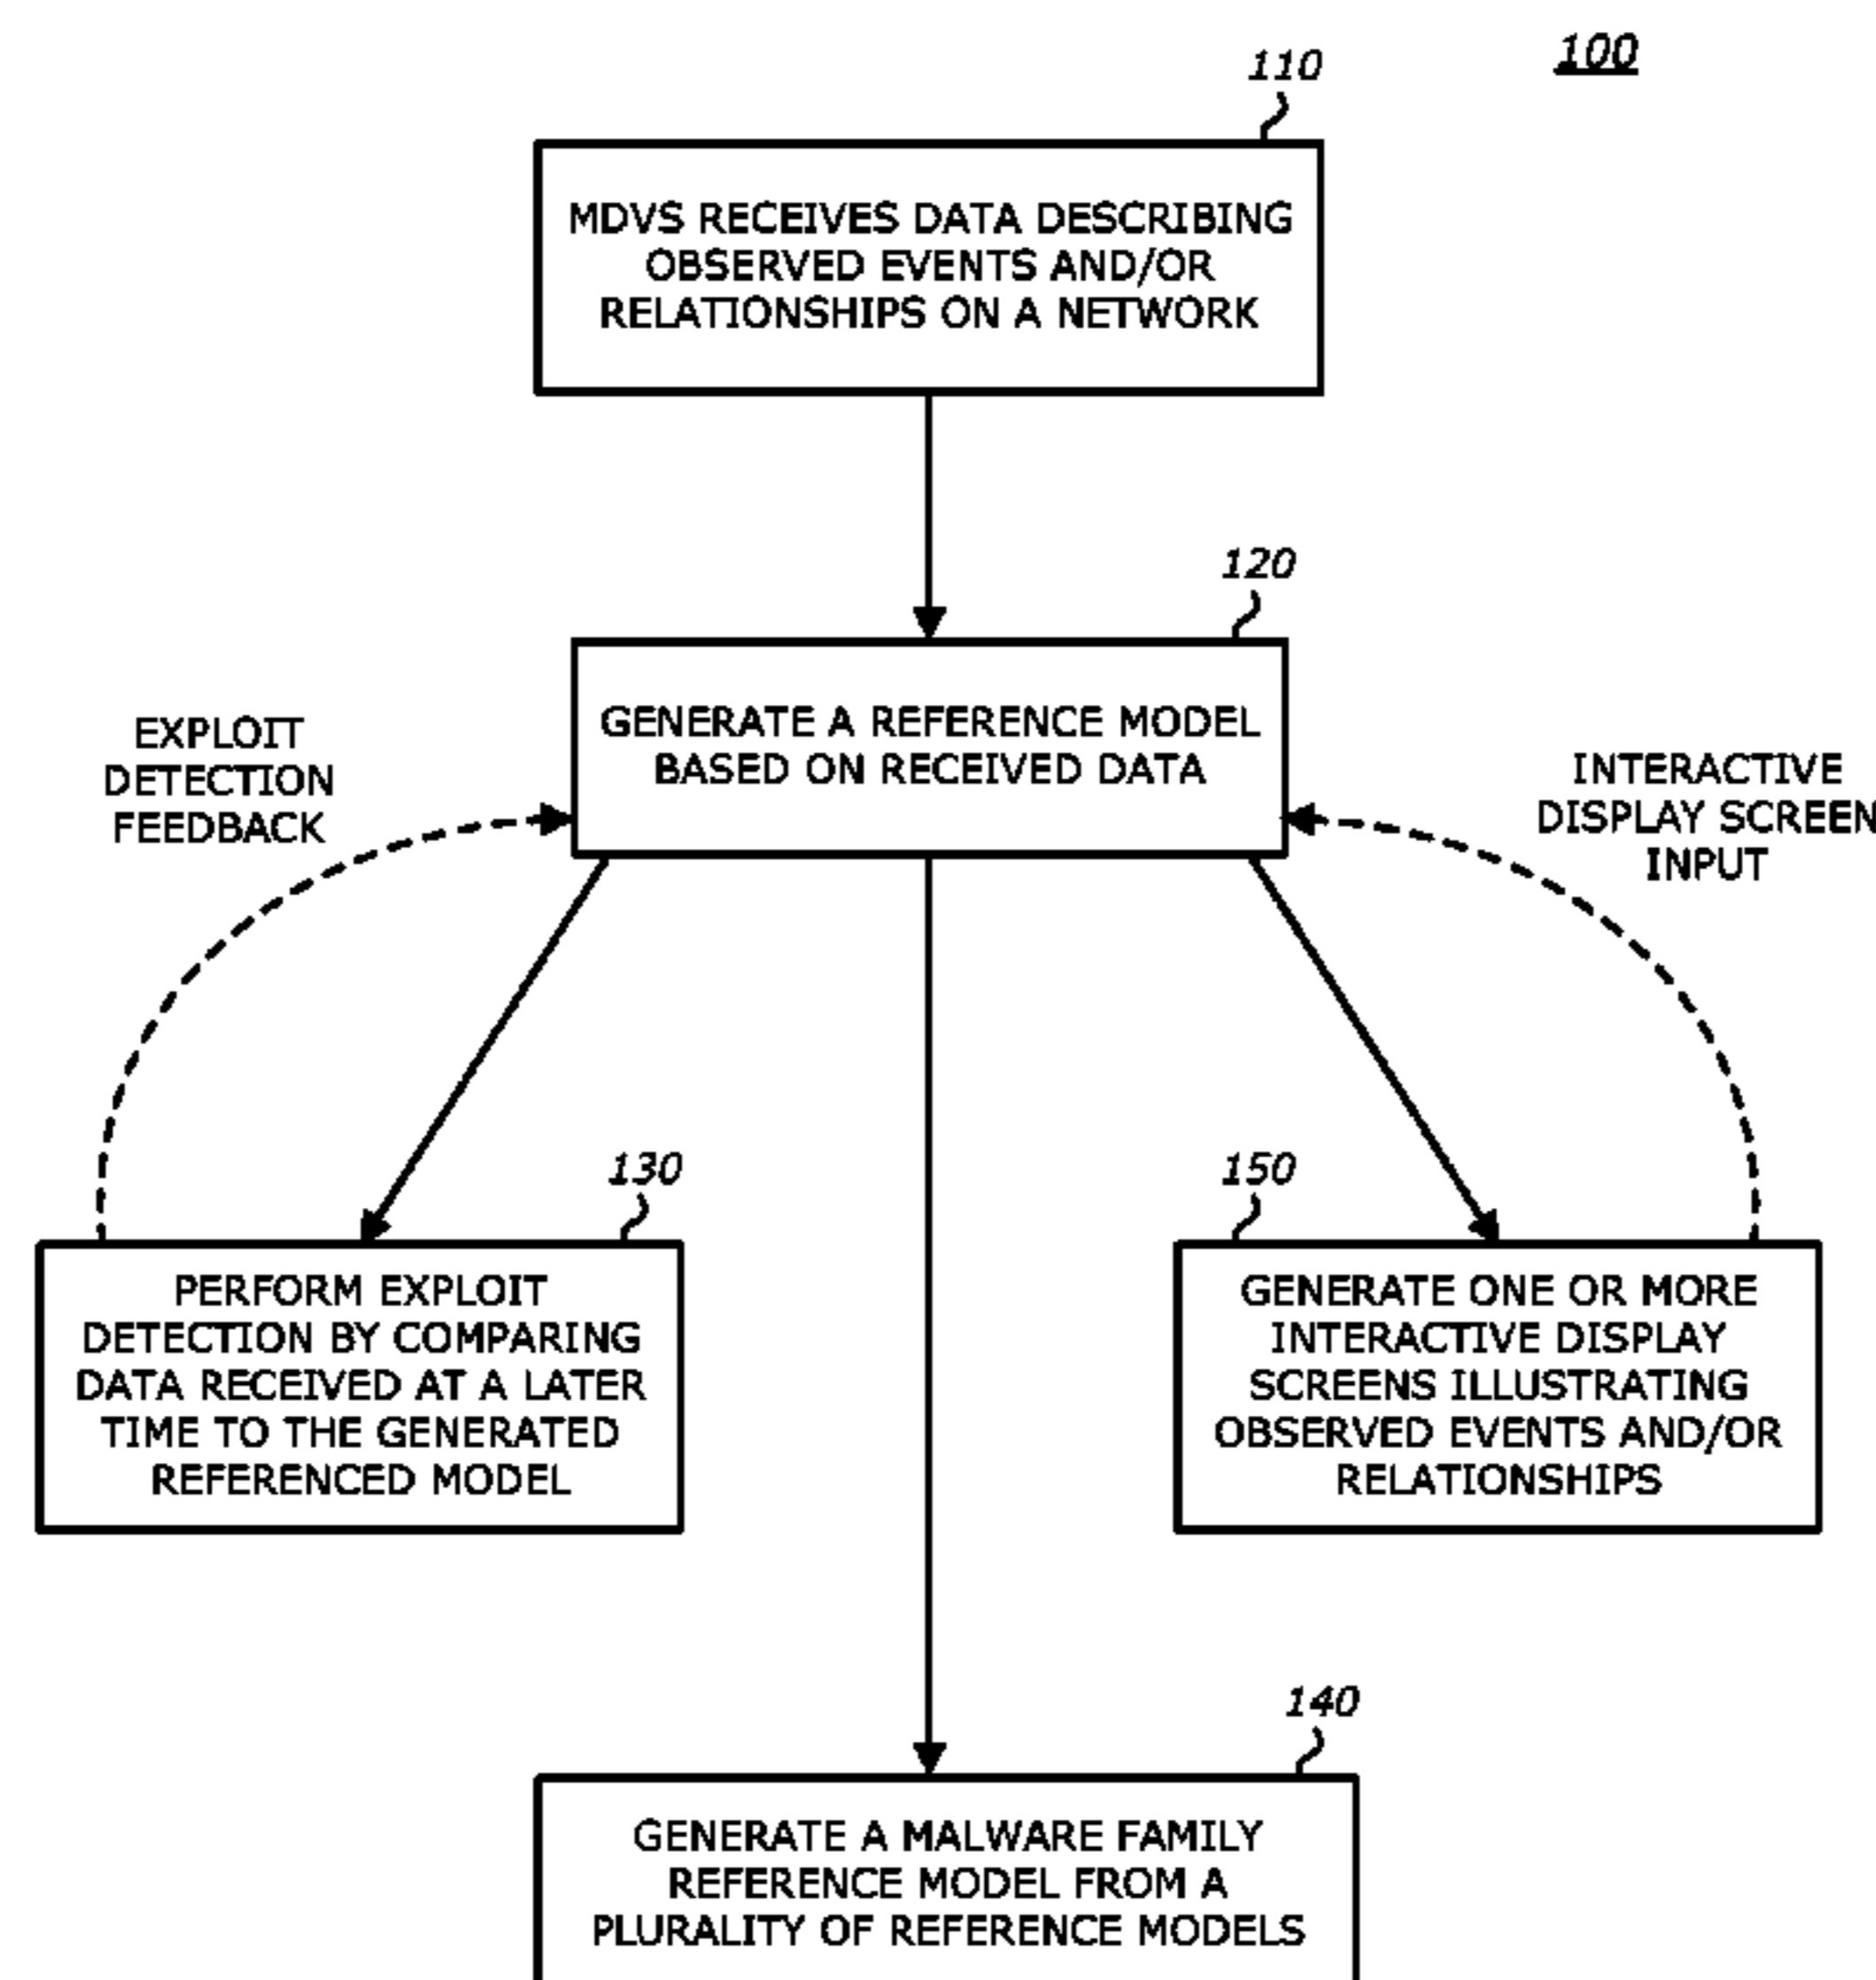 100
110
MDVS RECEIVES DATA DESCRIBING
OBSERVED EVENTS AND/OR
RELATIONSHIPS ON A NETWORK
120
GENERATE A REFERENCE MODEL
BASED ON RECEIVED DATA
EXPLOIT
DETECTION
FEEDBACK
INTERACTIVE
DISPLAY SCREEN
INPUT
130
PERFORM EXPLOIT
DETECTION BY COMPARING
DATA RECEIVED AT A LATER
TIME TO THE GENERATED
REFERENCED MODEL
150
GENERATE ONE OR MORE
INTERACTIVE DISPLAY
SCREENS ILLUSTRATING
OBSERVED EVENTS AND/OR
RELATIONSHIPS
140
GENERATE A MALWARE FAMILY
REFERENCE MODEL FROM A
PLURALITY OF REFERENCE MODELS